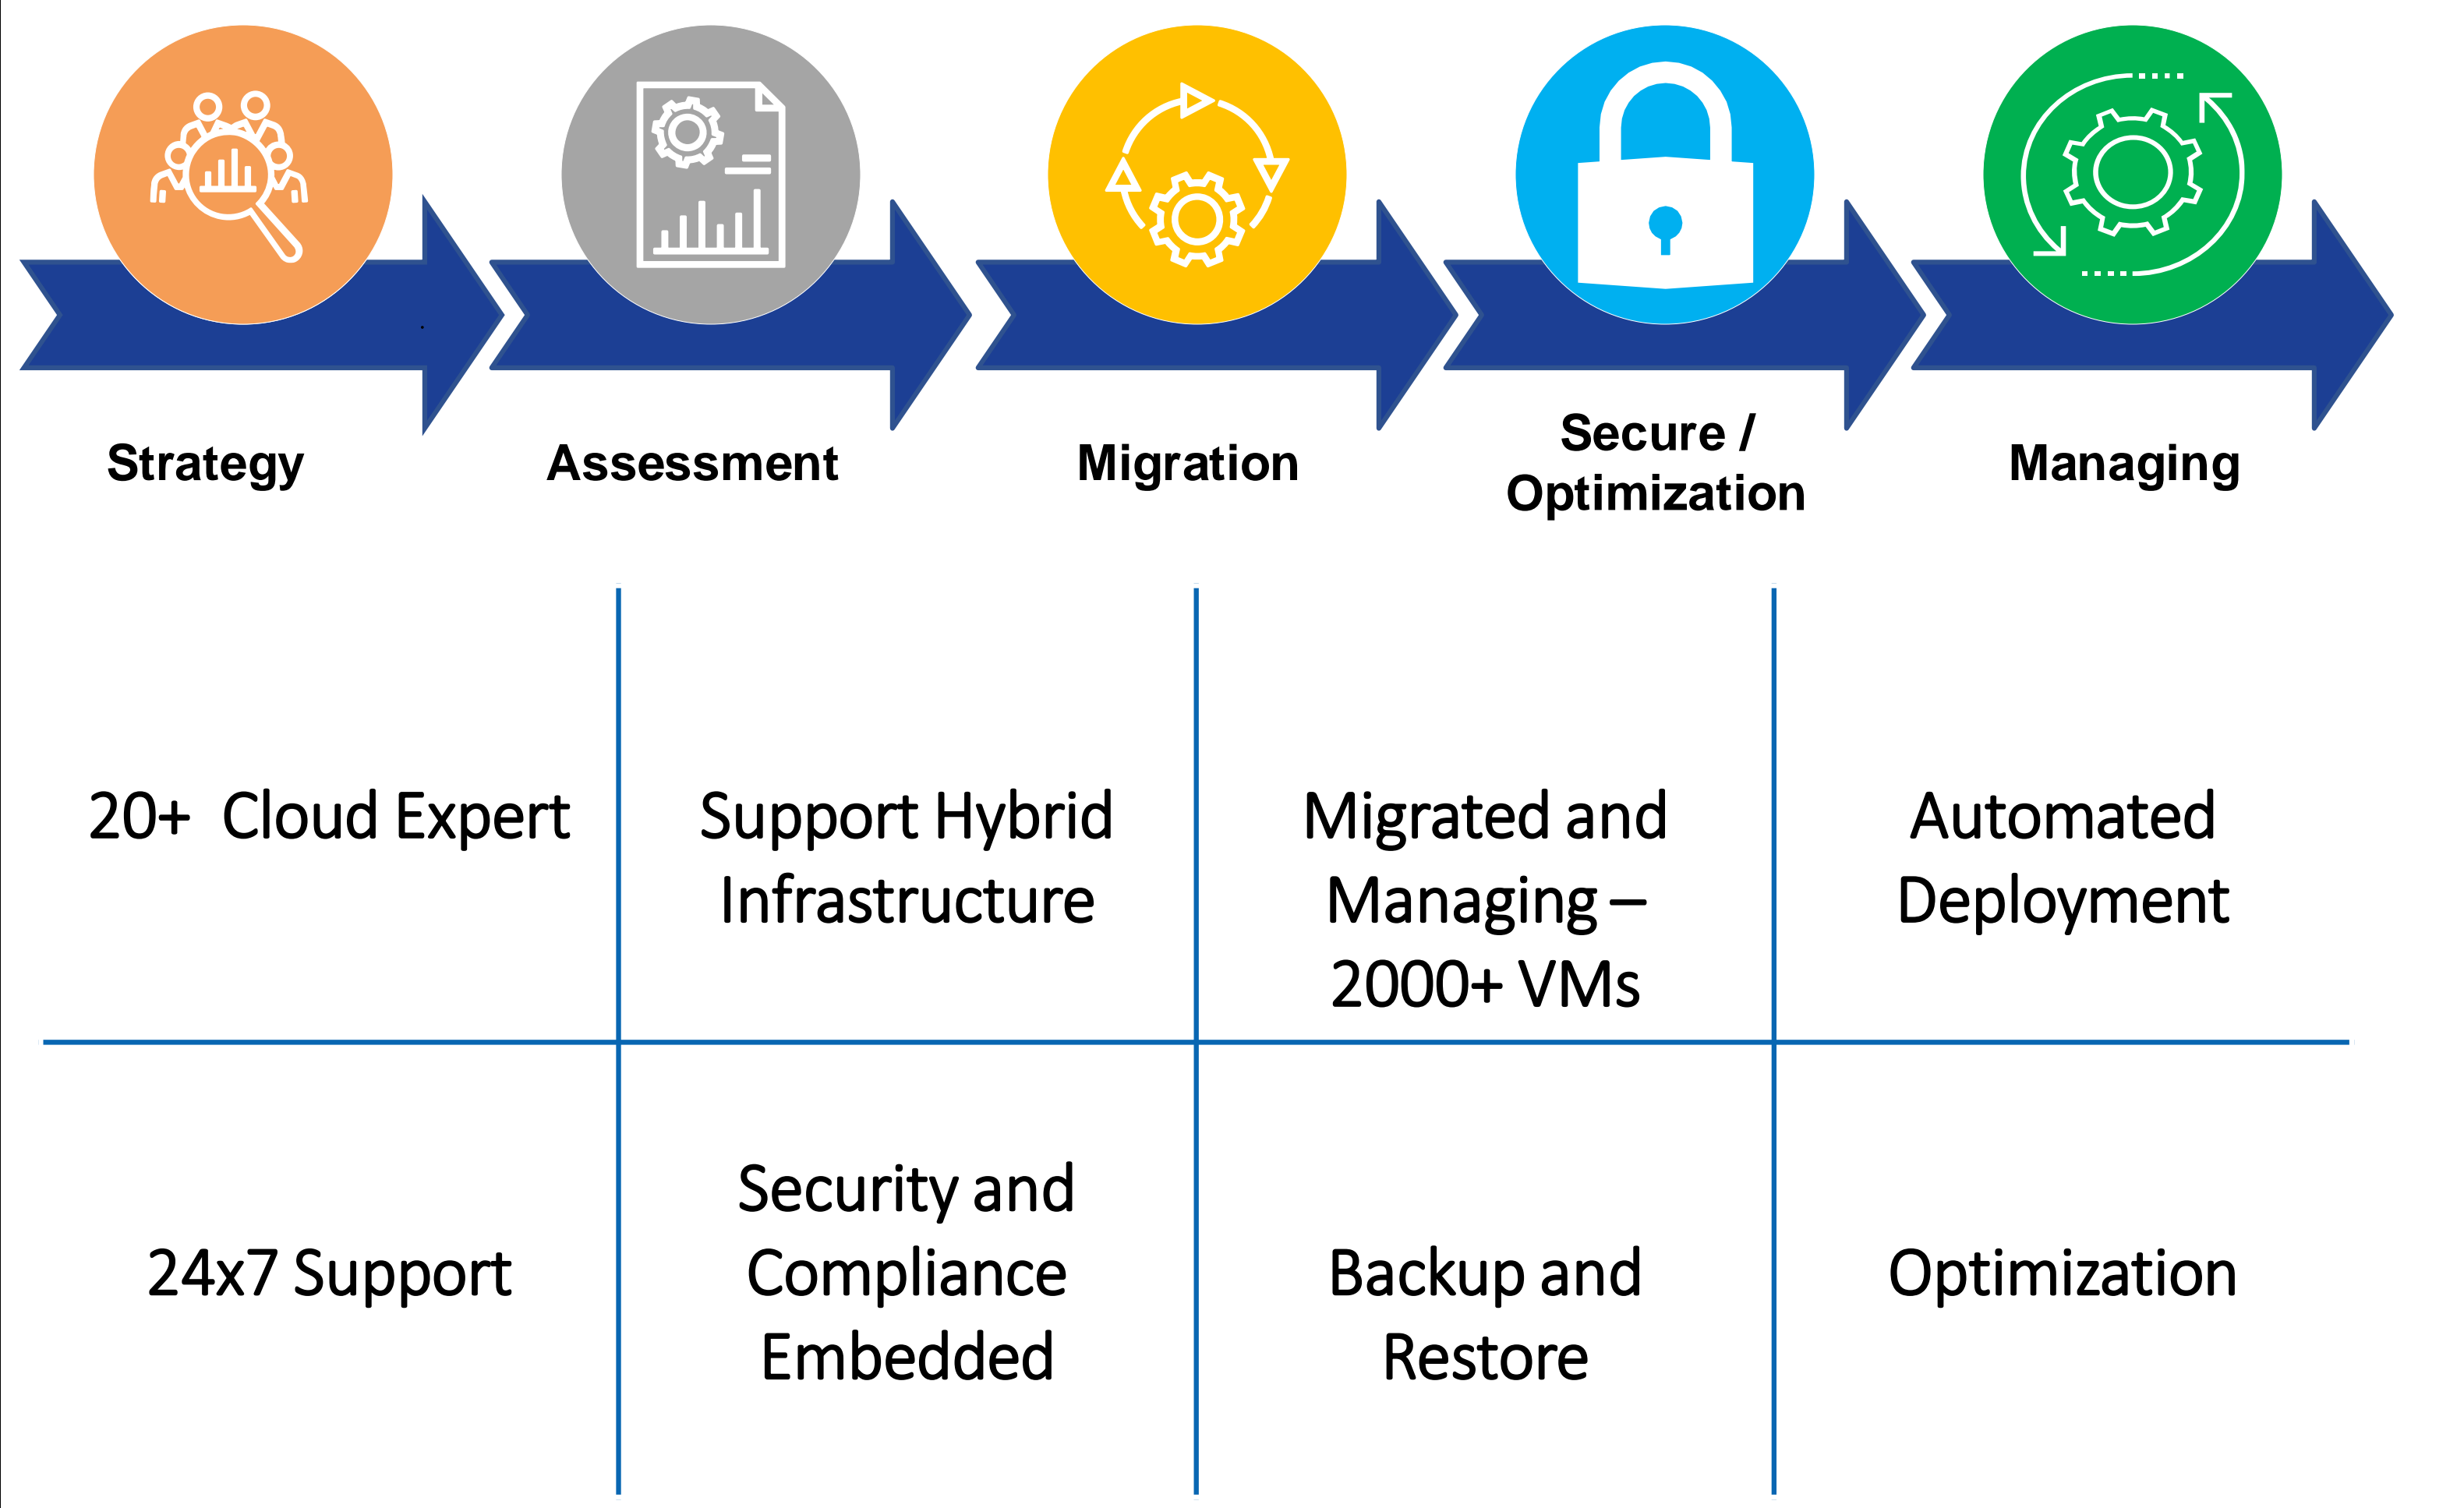 Strategy
Assessment
Migration
Secure /
Optimization
Managing
20+  Cloud Expert
Support Hybrid
Infrastructure
Migrated and
Managing –
2000+ VMs
Automated
Deployment
24x7 Support
Security and
Compliance
Embedded
Backup and
Restore
Optimization